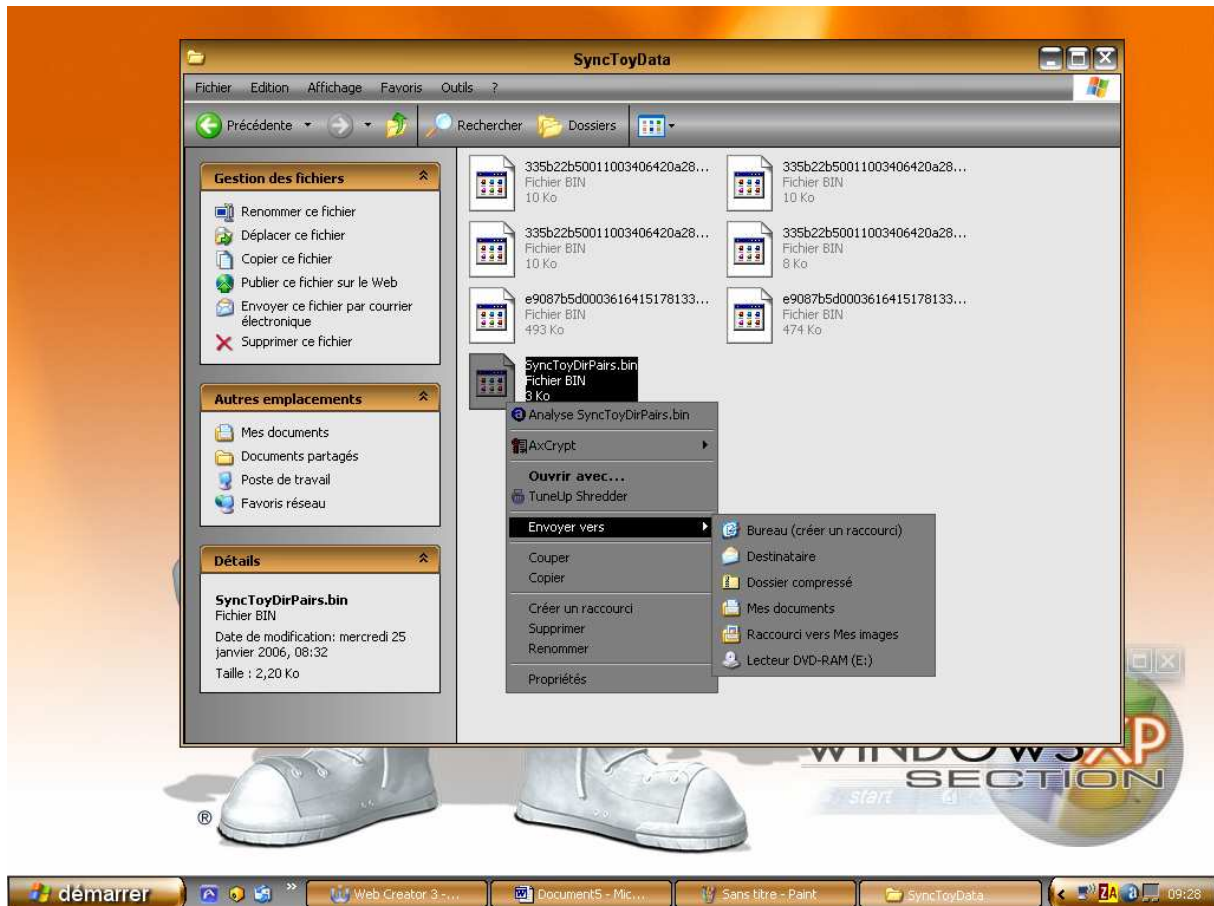 SyncToyData
Fichier Edition Affichage Favoris Outils ?
Précédente Rechercher Dossiers
Gestion des fichiers
Renommer ce fichier
Déplacer ce fichier
Copier ce fichier
Publier ce fichier sur le Web
Envoyer ce fichier par courrier
électronique
Supprimer ce fichier
Autres emplacements
Mes documents
Documents partagés
Poste de travail
Favoris réseau
Détails
SyncToyDirPairs.bin
Fichier BIN
Date de modification: mercredi 25
janvier 2006, 08:32
Taille : 2,20 Ko
335b22b50011003406420a28...
Fichier BIN
10 Ko
335b22b50011003406420a28...
Fichier BIN
10 Ko
335b22b50011003406420a28...
Fichier BIN
10 Ko
335b22b50011003406420a28...
Fichier BIN
8 Ko
e9087b5d0003616415178133...
Fichier BIN
493 Ko
e9087b5d0003616415178133...
Fichier BIN
474 Ko
SyncToyDirPairs.bin
Fichier BIN
3 Ko
Analyse SyncToyDirPairs.bin
AxCrypt
Ouvrir avec...
TuneUp Shredder
Envoyer vers
Couper
Copier
Créer un raccourci
Supprimer
Renommer
Propriétés
Bureau (créer un raccourci)
Destinataire
Dossier compressé
Mes documents
Raccourci vers Mes images
Lecteur DVD-RAM (E:)
WINDOWSXP
SECTION
start
®
démarrer » Web Creator 3 -... Document5 - Mic... Sans titre - Paint SyncToyData ZA 09:28